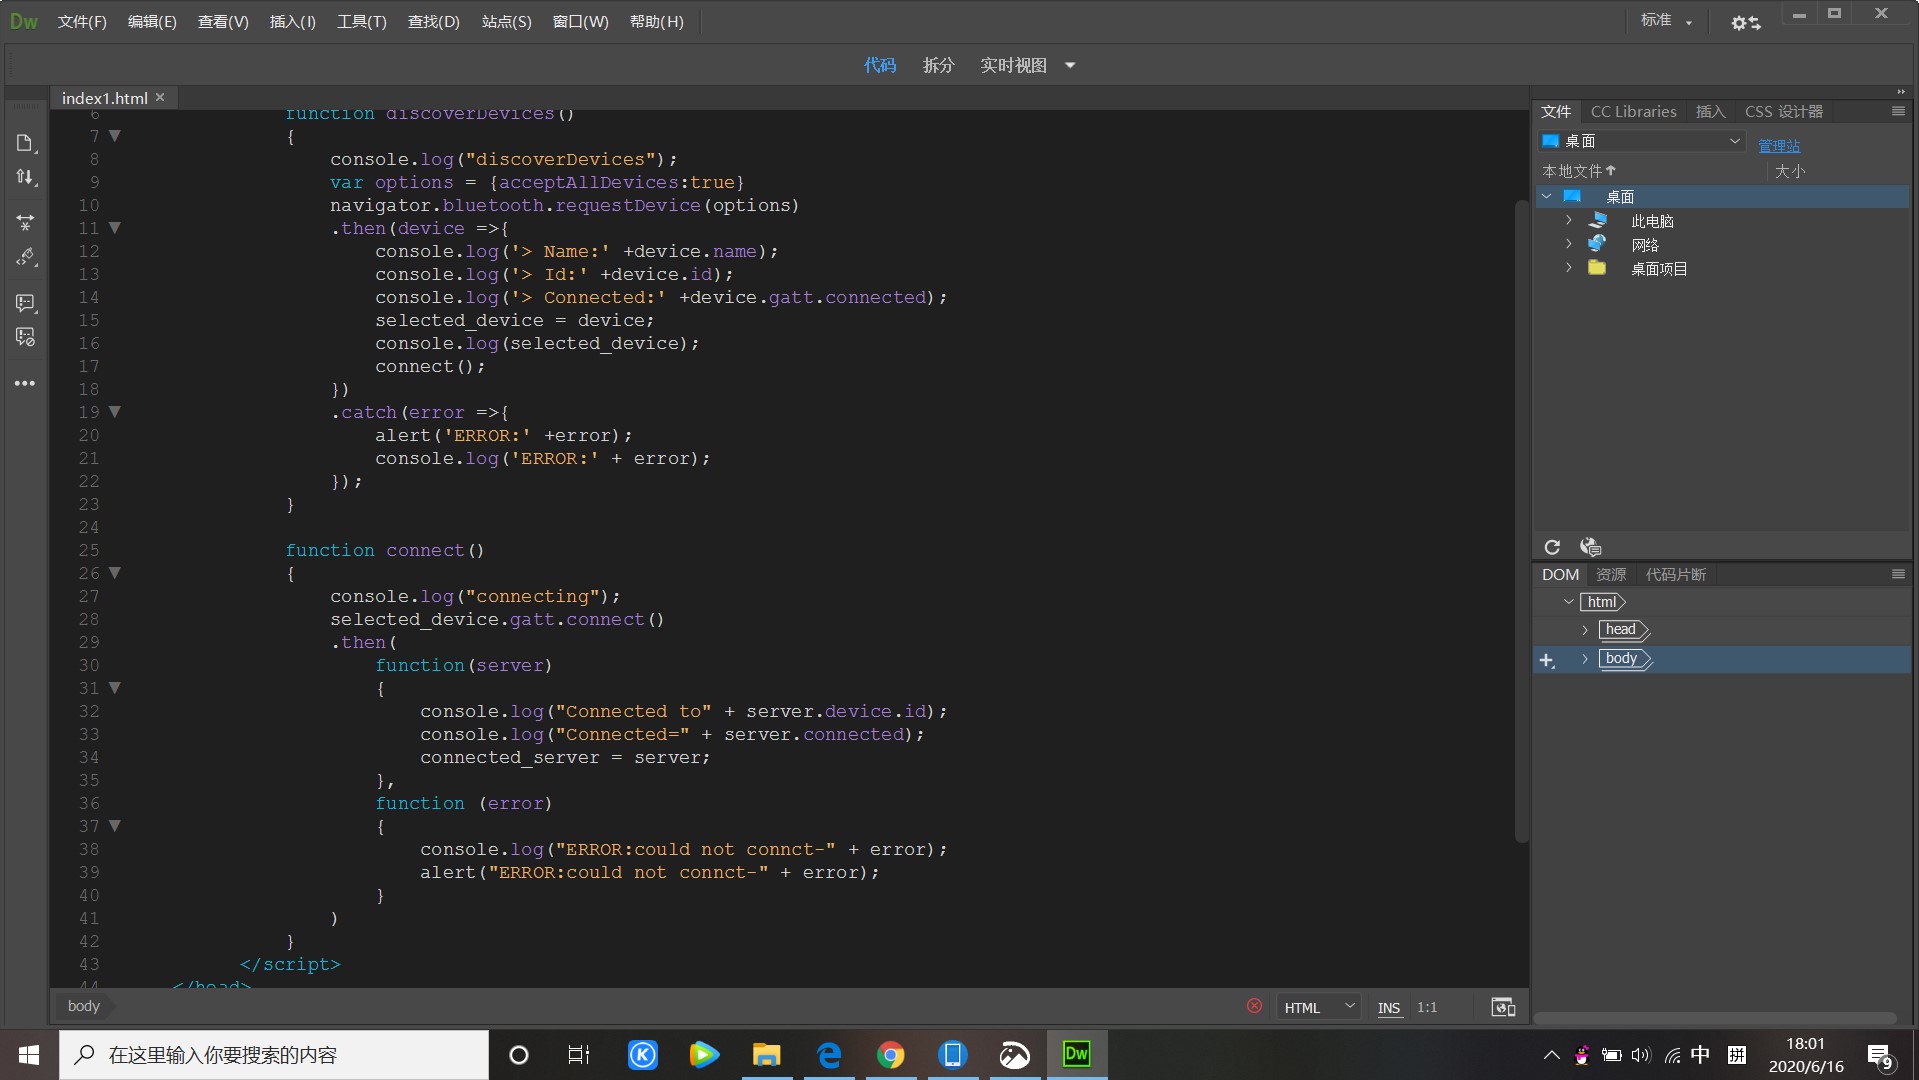 Dw 文件(F) 编辑(E) 查看(V) 插入(I) 工具(T) 查找(D) 站点(S) 窗口(W) 帮助(H) 标准
代码 拆分 实时视图
index1.html
6 function discoverDevices()
7 {
8 console.log("discoverDevices");
9 var options = {acceptAllDevices:true}
10 navigator.bluetooth.requestDevice(options)
11 .then(device =>{
12 console.log('> Name:' +device.name);
13 console.log('> Id:' +device.id);
14 console.log('> Connected:' +device.gatt.connected);
15 selected_device = device;
16 console.log(selected_device);
17 connect();
18 })
19 .catch(error =>{
20 alert('ERROR:' +error);
21 console.log('ERROR:' + error);
22 });
23 }
24
25 function connect()
26 {
27 console.log("connecting");
28 selected_device.gatt.connect()
29 .then(
30 function(server)
31 {
32 console.log("Connected to" + server.device.id);
33 console.log("Connected=" + server.connected);
34 connected_server = server;
35 },
36 function (error)
37 {
38 console.log("ERROR:could not connct-" + error);
39 alert("ERROR:could not connct-" + error);
40 }
41 )
42 }
43 </script>
44 </head>
body HTML INS 1:1
文件 CC Libraries 插入 CSS 设计器
桌面 管理站
本地文件 大小
桌面
此电脑
网络
桌面项目
DOM 资源 代码片断
html
head
body
在这里输入你要搜索的内容
K
Dw
中 拼
18:01
2020/6/16
9